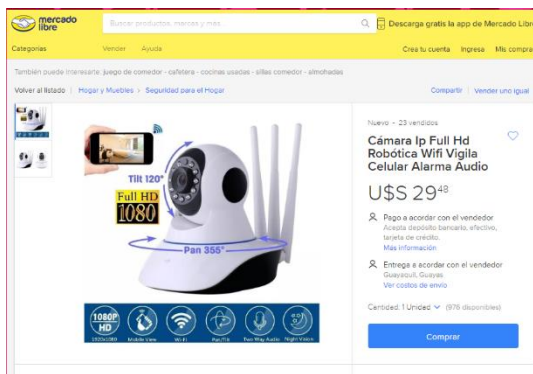 mercado
libre
Buscar productos, marcas y más...
Descarga gratis la app de Mercado Libre
Categorías Vender Ayuda Crea tu cuenta Ingresa Mis compras
También puede interesarte: juego de comedor - cafetera - cocinas usadas - sillas comedor - almohadas
Volver al listado | Hogar y Muebles > Seguridad para el Hogar Compartir | Vender uno igual
Nuevo - 23 vendidos
Cámara Ip Full Hd
Robótica Wifi Vigila
Celular Alarma Audio
U$S 29 48
Pago a acordar con el vendedor
Acepta depósito bancario, efectivo,
tarjeta de crédito.
Más información
Entrega a acordar con el vendedor
Guayaquil, Guayas
Ver costos de envío
Cantidad: 1 Unidad (976 disponibles)
Comprar
Tilt 120°
Full HD
1080
Pan 355°
1080P
HD
1920x1080 Mobile View Wi-Fi Pan/Tilt Two Way Audio Night Vision